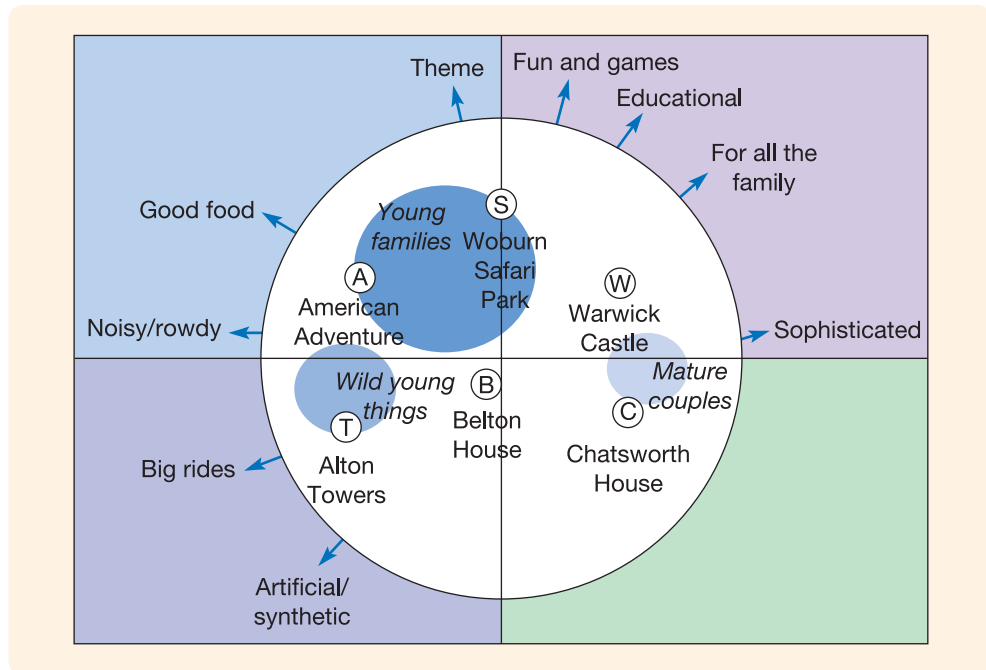 Theme
Fun and games
Educational
For all the
family
Good food
Young
families
S
Woburn
Safari
Park
A
American
Adventure
W
Warwick
Castle
Noisy/rowdy
Sophisticated
Wild young
things
B
Belton
House
Mature
couples
C
Chatsworth
House
T
Alton
Towers
Big rides
Artificial/
synthetic